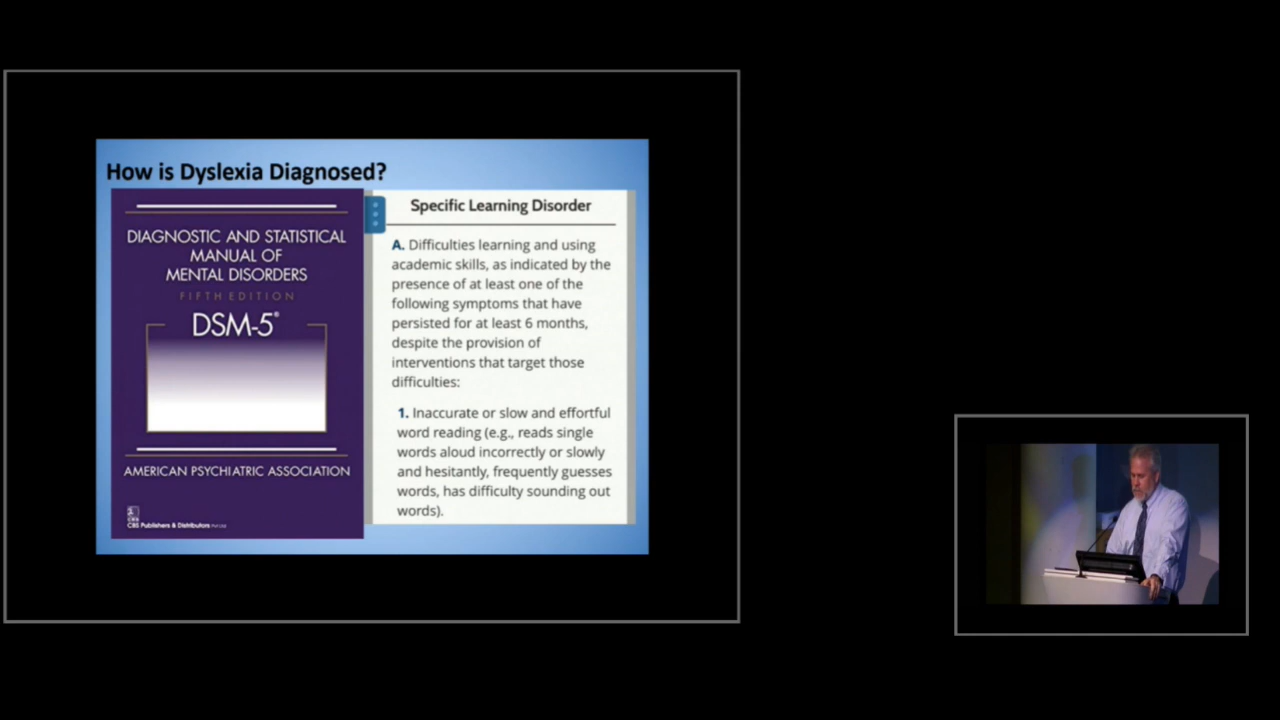 How is Dyslexia Diagnosed?
DIAGNOSTIC AND STATISTICAL
MANUAL OF
MENTAL DISORDERS
FIFTH EDITION
DSM-5®
AMERICAN PSYCHIATRIC ASSOCIATION
CBS Publishers & Distributors
Specific Learning Disorder
A. Difficulties learning and using
academic skills, as indicated by the
presence of at least one of the
following symptoms that have
persisted for at least 6 months,
despite the provision of
interventions that target those
difficulties:
1. Inaccurate or slow and effortful
word reading (e.g., reads single
words aloud incorrectly or slowly
and hesitantly, frequently guesses
words, has difficulty sounding out
words).